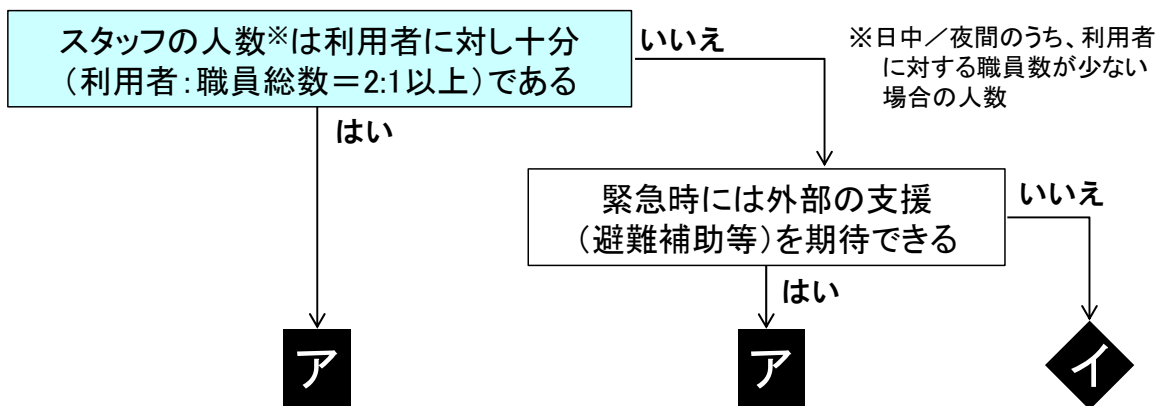 スタッフの人数※は利用者に対し十分
（利用者：職員総数＝2:1以上）である
いいえ
※日中／夜間のうち、利用者
に対する職員数が少ない
場合の人数
はい
緊急時には外部の支援
（避難補助等）を期待できる
いいえ
はい
ア
ア
イ